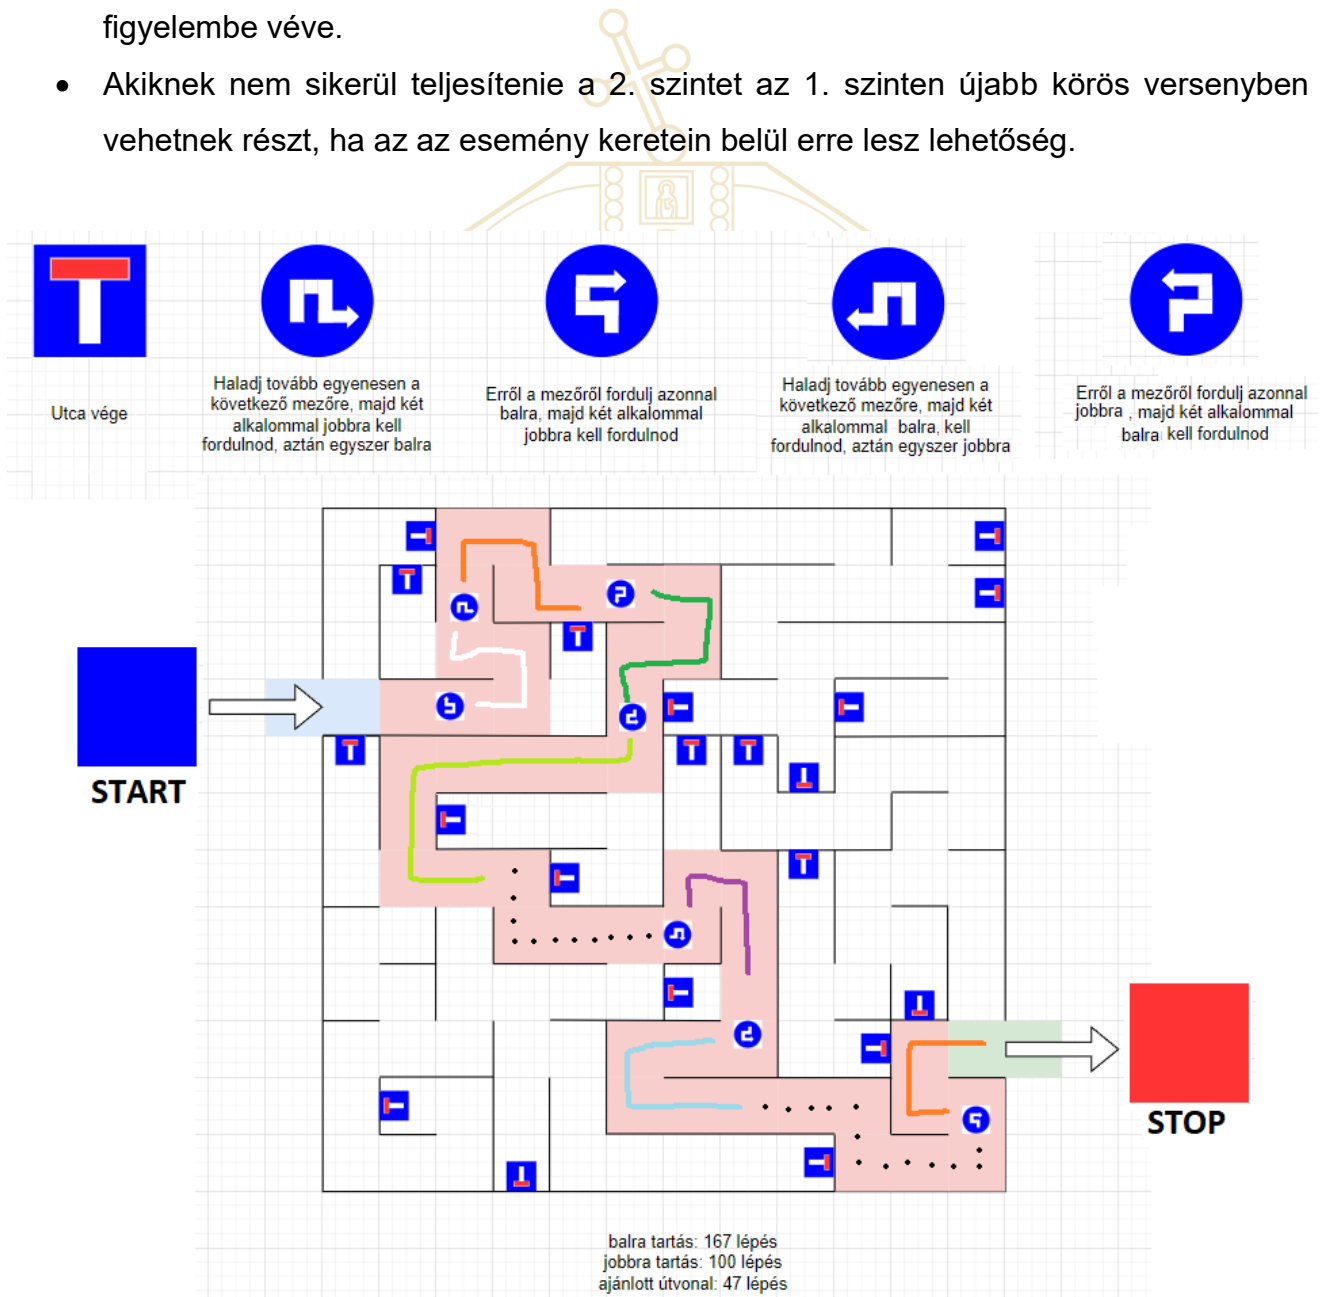 figyelembe véve.
• Akiknek nem sikerül teljesítenie a 2. szintet az 1. szinten újabb körös versenyben
vehetnek részt, ha az az esemény keretein belül erre lesz lehetőség.
Utca vége
Haladj tovább egyenesen a
következő mezőre, majd két
alkalommal jobbra kell
fordulnod, aztán egyszer balra
Erről a mezőről fordulj azonnal
balra, majd két alkalommal
jobbra kell fordulnod
Haladj tovább egyenesen a
következő mezőre, majd két
alkalommal balra, kell
fordulnod, aztán egyszer jobbra
Erről a mezőről fordulj azonnal
jobbra , majd két alkalommal
balra kell fordulnod
START
STOP
balra tartás: 167 lépés
jobbra tartás: 100 lépés
ajánlott útvonal: 47 lépés